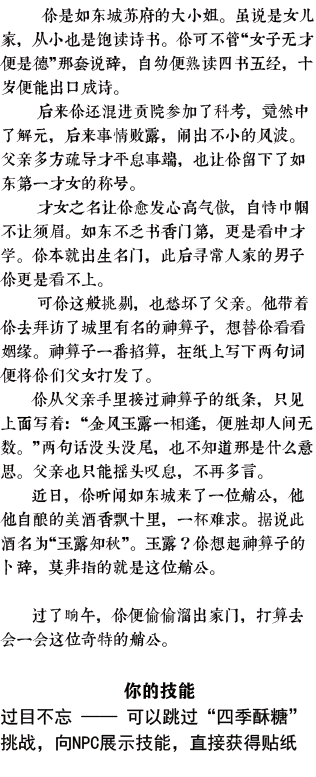 你是如东城苏府的大小姐。虽说是女儿
家，从小也是饱读诗书。你可不管“女子无才
便是德”那套说辞，自幼便熟读四书五经，十
岁便能出口成诗。
后来你还混进贡院参加了科考，竟然中
了解元，后来事情败露，闹出不小的风波。
父亲多方疏导才平息事端，也让你留下了如
东第一才女的称号。
才女之名让你愈发心高气傲，自恃巾帼
不让须眉。如东不乏书香门第，更是看中才
学。你本就出生名门，此后寻常人家的男子
你更是看不上。
可你这般挑剔，也愁坏了父亲。他带着
你去拜访了城里有名的神算子，想替你看看
姻缘。神算子一番掐算，在纸上写下两句词
便将你们父女打发了。
你从父亲手里接过神算子的纸条，只见
上面写着：“金风玉露一相逢，便胜却人间无
数。”两句话没头没尾，也不知道那是什么意
思。父亲也只能摇头叹息，不再多言。
近日，你听闻如东城来了一位艄公，他
他自酿的美酒香飘十里，一杯难求。据说此
酒名为“玉露知秋”。玉露？你想起神算子的
卜辞，莫非指的就是这位艄公。
过了晌午，你便偷偷溜出家门，打算去
会一会这位奇特的艄公。
你的技能
过目不忘 —— 可以跳过“四季酥糖”
挑战，向NPC展示技能，直接获得贴纸